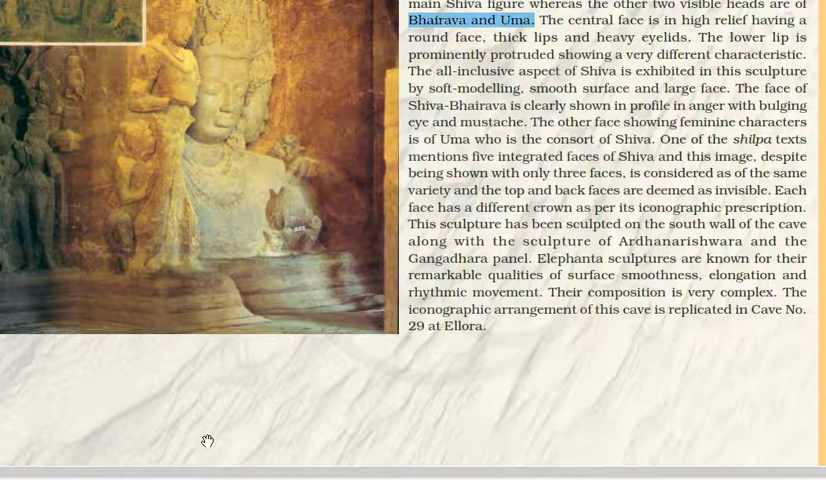 main Shiva figure whereas the other two visible heads are of
Bhairava and Uma. The central face is in high relief having a
round face, thick lips and heavy eyelids. The lower lip is
prominently protruded showing a very different characteristic.
The all-inclusive aspect of Shiva is exhibited in this sculpture
by soft-modelling, smooth surface and large face. The face of
Shiva-Bhairava is clearly shown in profile in anger with bulging
eye and mustache. The other face showing feminine characters
is of Uma who is the consort of Shiva. One of the shilpa texts
mentions five integrated faces of Shiva and this image, despite
being shown with only three faces, is considered as of the same
variety and the top and back faces are deemed as invisible. Each
face has a different crown as per its iconographic prescription.
This sculpture has been sculpted on the south wall of the cave
along with the sculpture of Ardhanarishwara and the
Gangadhara panel. Elephanta sculptures are known for their
remarkable qualities of surface smoothness, elongation and
rhythmic movement. Their composition is very complex. The
iconographic arrangement of this cave is replicated in Cave No.
29 at Ellora.